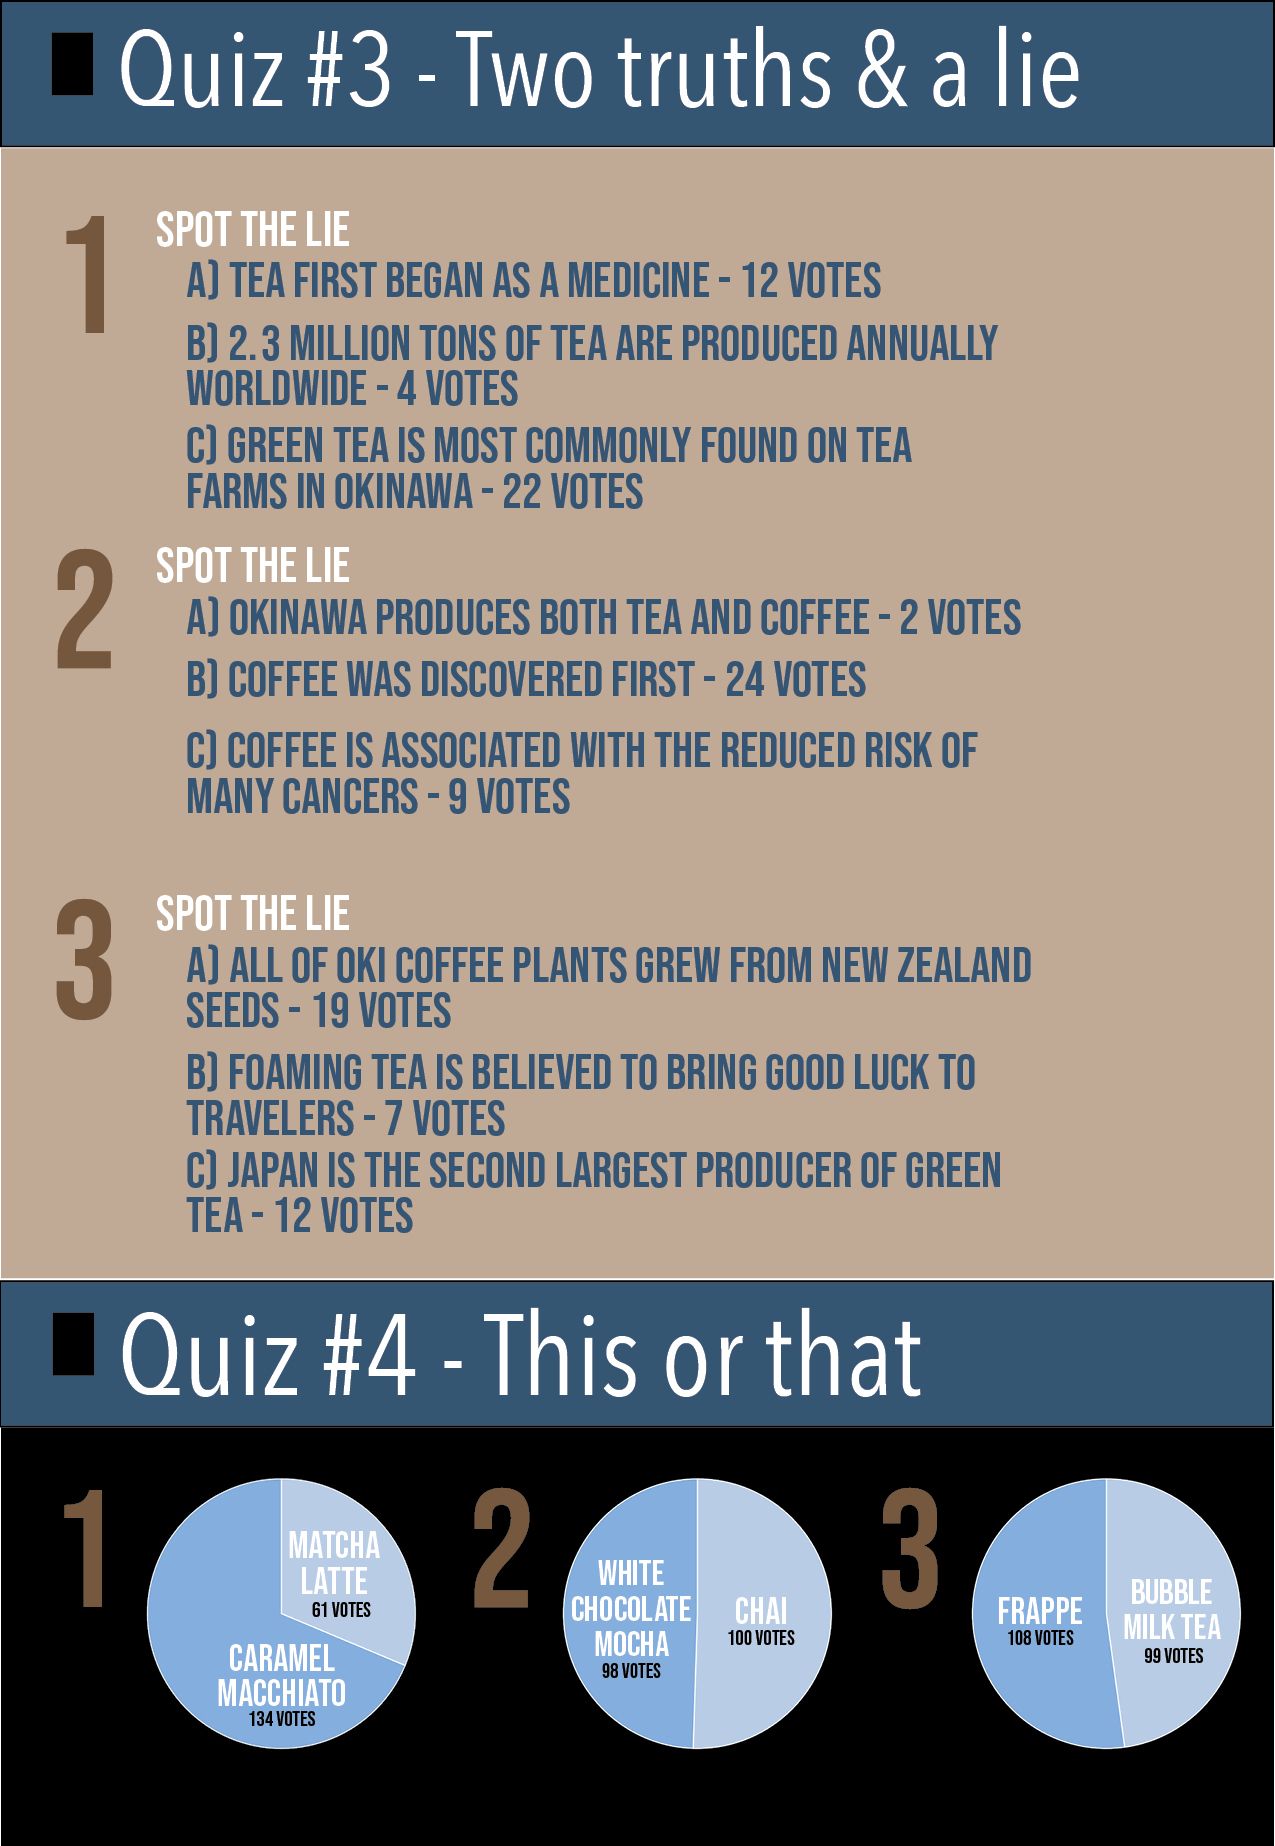 Quiz #3 - Two truths & a lie
1
SPOT THE LIE
A) TEA FIRST BEGAN AS A MEDICINE - 12 VOTES
B) 2.3 MILLION TONS OF TEA ARE PRODUCED ANNUALLY
WORLDWIDE - 4 VOTES
C) GREEN TEA IS MOST COMMONLY FOUND ON TEA
FARMS IN OKINAWA - 22 VOTES
2
SPOT THE LIE
A) OKINAWA PRODUCES BOTH TEA AND COFFEE - 2 VOTES
B) COFFEE WAS DISCOVERED FIRST - 24 VOTES
C) COFFEE IS ASSOCIATED WITH THE REDUCED RISK OF
MANY CANCERS - 9 VOTES
3
SPOT THE LIE
A) ALL OF OKI COFFEE PLANTS GREW FROM NEW ZEALAND
SEEDS - 19 VOTES
B) FOAMING TEA IS BELIEVED TO BRING GOOD LUCK TO
TRAVELERS - 7 VOTES
C) JAPAN IS THE SECOND LARGEST PRODUCER OF GREEN
TEA - 12 VOTES
Quiz #4 - This or that
1
MATCHA
LATTE
61 VOTES
CARAMEL
MACCHIATO
134 VOTES
2
WHITE
CHOCOLATE
MOCHA
98 VOTES
CHAI
100 VOTES
3
FRAPPE
108 VOTES
BUBBLE
MILK TEA
99 VOTES